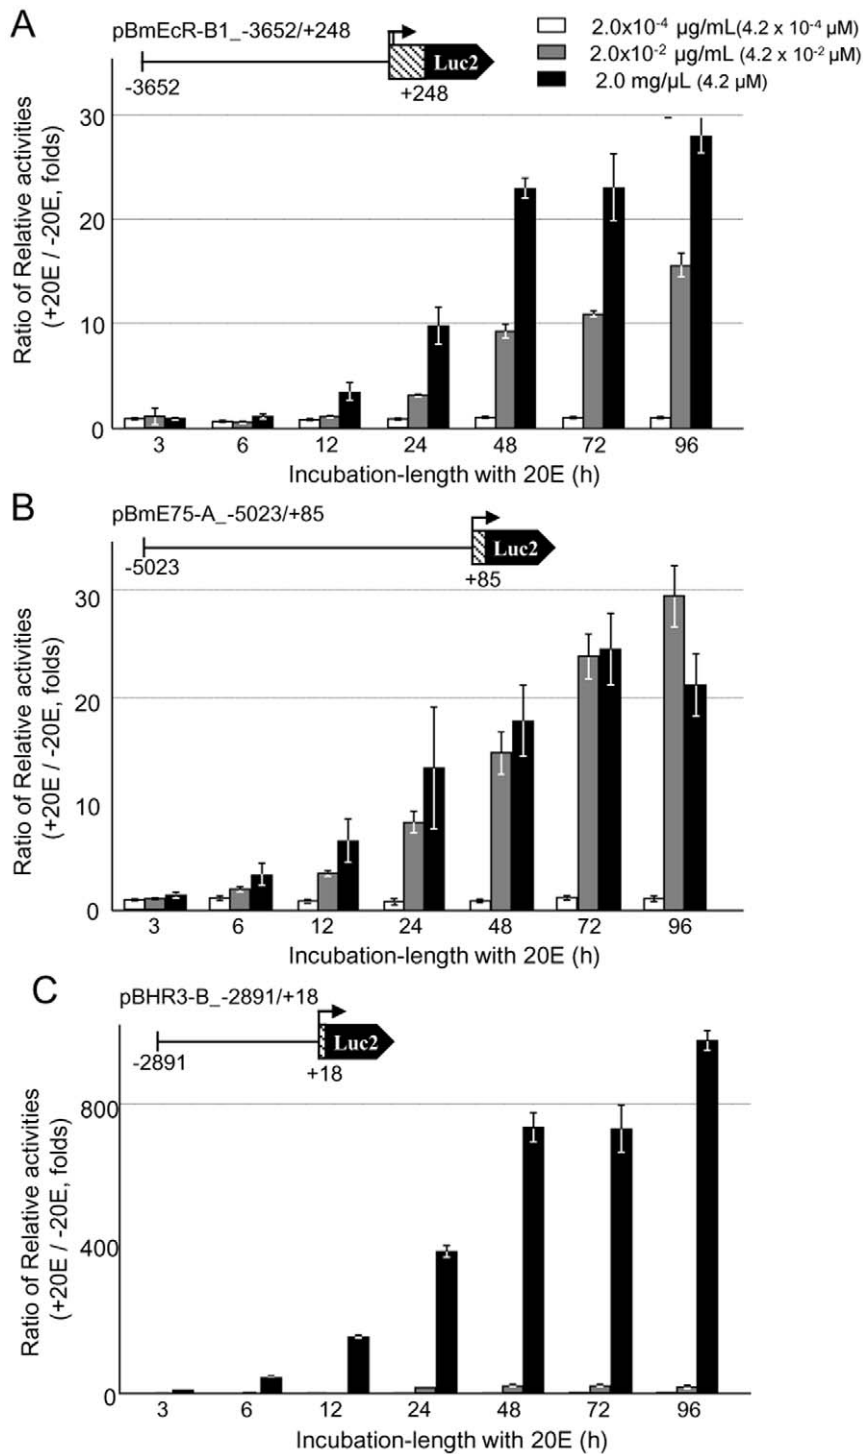 A
pBmEcR-B1_-3652/+248
Luc2
-3652
+248
2.0x10⁻⁴ µg/mL(4.2 x 10⁻⁴ µM)
2.0x10⁻² µg/mL (4.2 x 10⁻² µM)
2.0 mg/µL (4.2 µM)
Ratio of Relative activities
(+20E / -20E, folds)
30
20
10
0
3 6 12 24 48 72 96
Incubation-length with 20E (h)
B
pBmE75-A_-5023/+85
Luc2
-5023
+85
Ratio of Relative activities
(+20E / -20E, folds)
30
20
10
0
3 6 12 24 48 72 96
Incubation-length with 20E (h)
C
pBHR3-B_-2891/+18
Luc2
-2891
+18
Ratio of Relative activities
(+20E / -20E, folds)
800
400
0
3 6 12 24 48 72 96
Incubation-length with 20E (h)